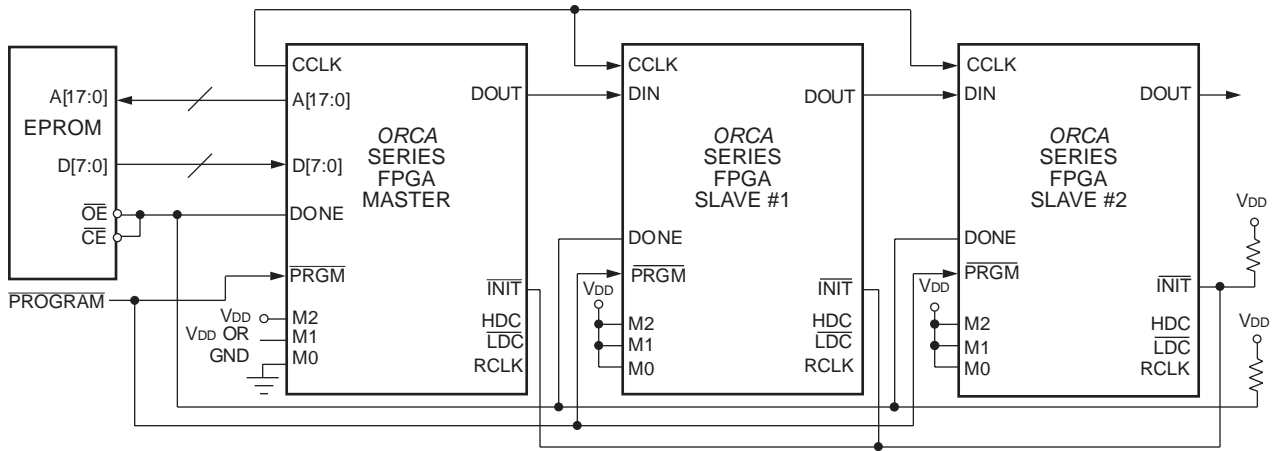 EPROM
A[17:0]
D[7:0]
OE
CE
PROGRAM
CCLK
A[17:0]
D[7:0]
DONE
PRGM
VDD
M2
VDD OR
GND
M1
M0
DOUT
ORCA
SERIES
FPGA
MASTER
INIT
HDC
LDC
RCLK
CCLK
DIN
DOUT
ORCA
SERIES
FPGA
SLAVE #1
DONE
PRGM
VDD
M2
M1
M0
INIT
HDC
LDC
RCLK
CCLK
DIN
DOUT
ORCA
SERIES
FPGA
SLAVE #2
DONE
PRGM
VDD
M2
M1
M0
INIT
HDC
LDC
RCLK
VDD
VDD